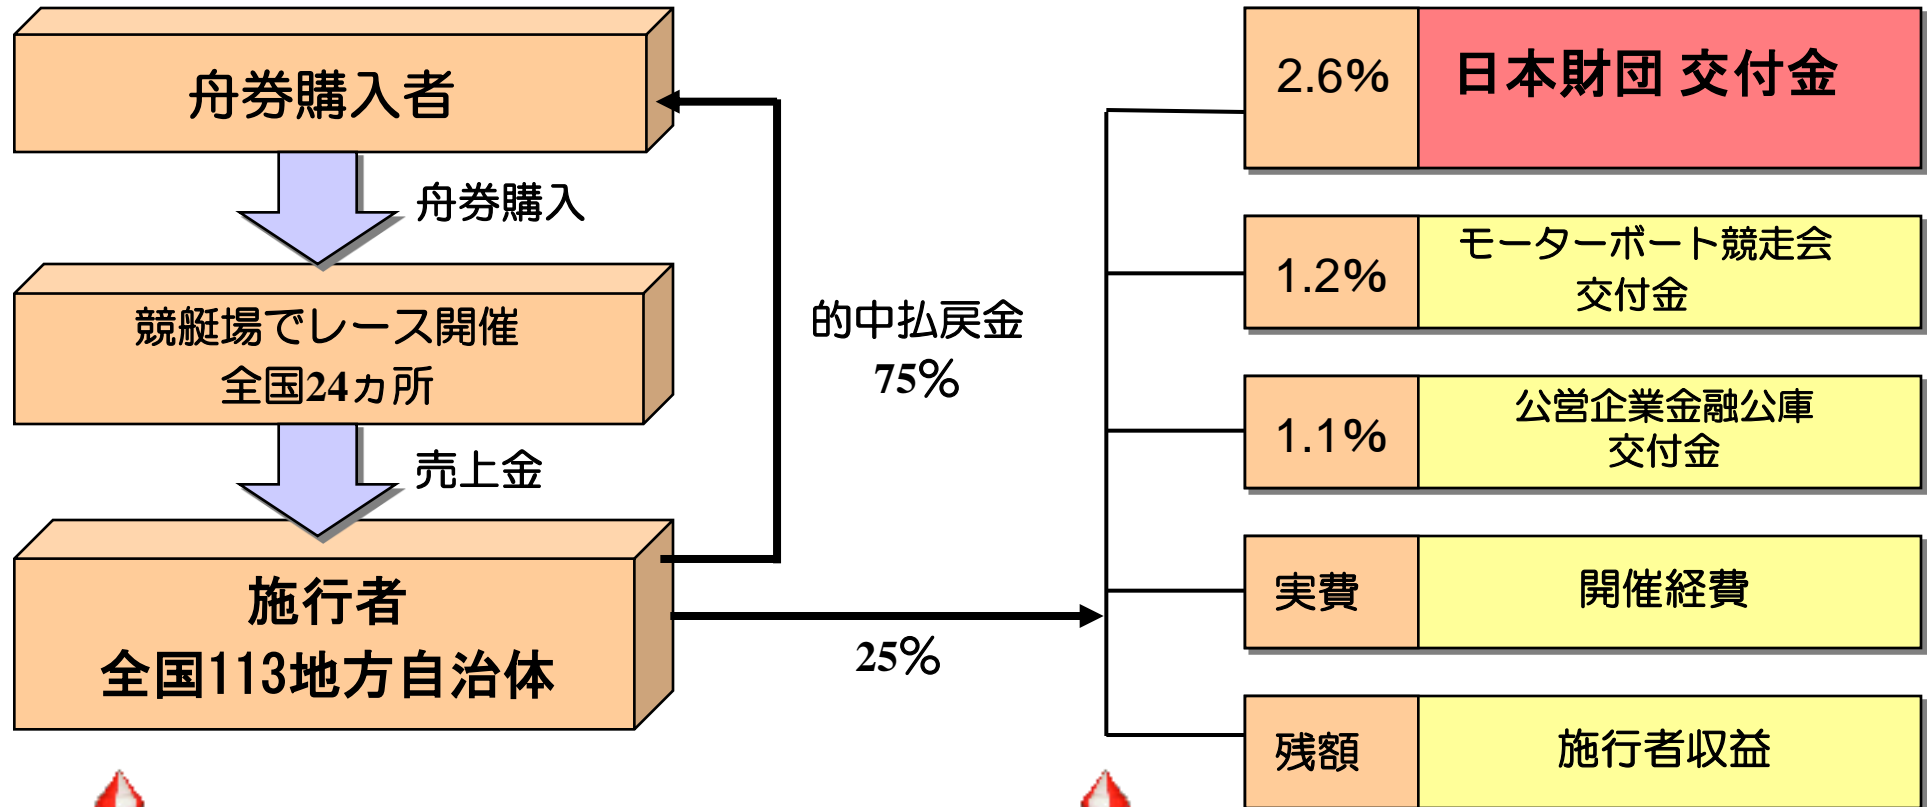 舟券購入者
舟券購入
競艇場でレース開催
全国24ヵ所
売上金
施行者
全国113地方自治体
的中払戻金
75%
25%
2.6%
日本財団 交付金
1.2%
モーターボート競走会
交付金
1.1%
公営企業金融公庫
交付金
実費
開催経費
残額
施行者収益